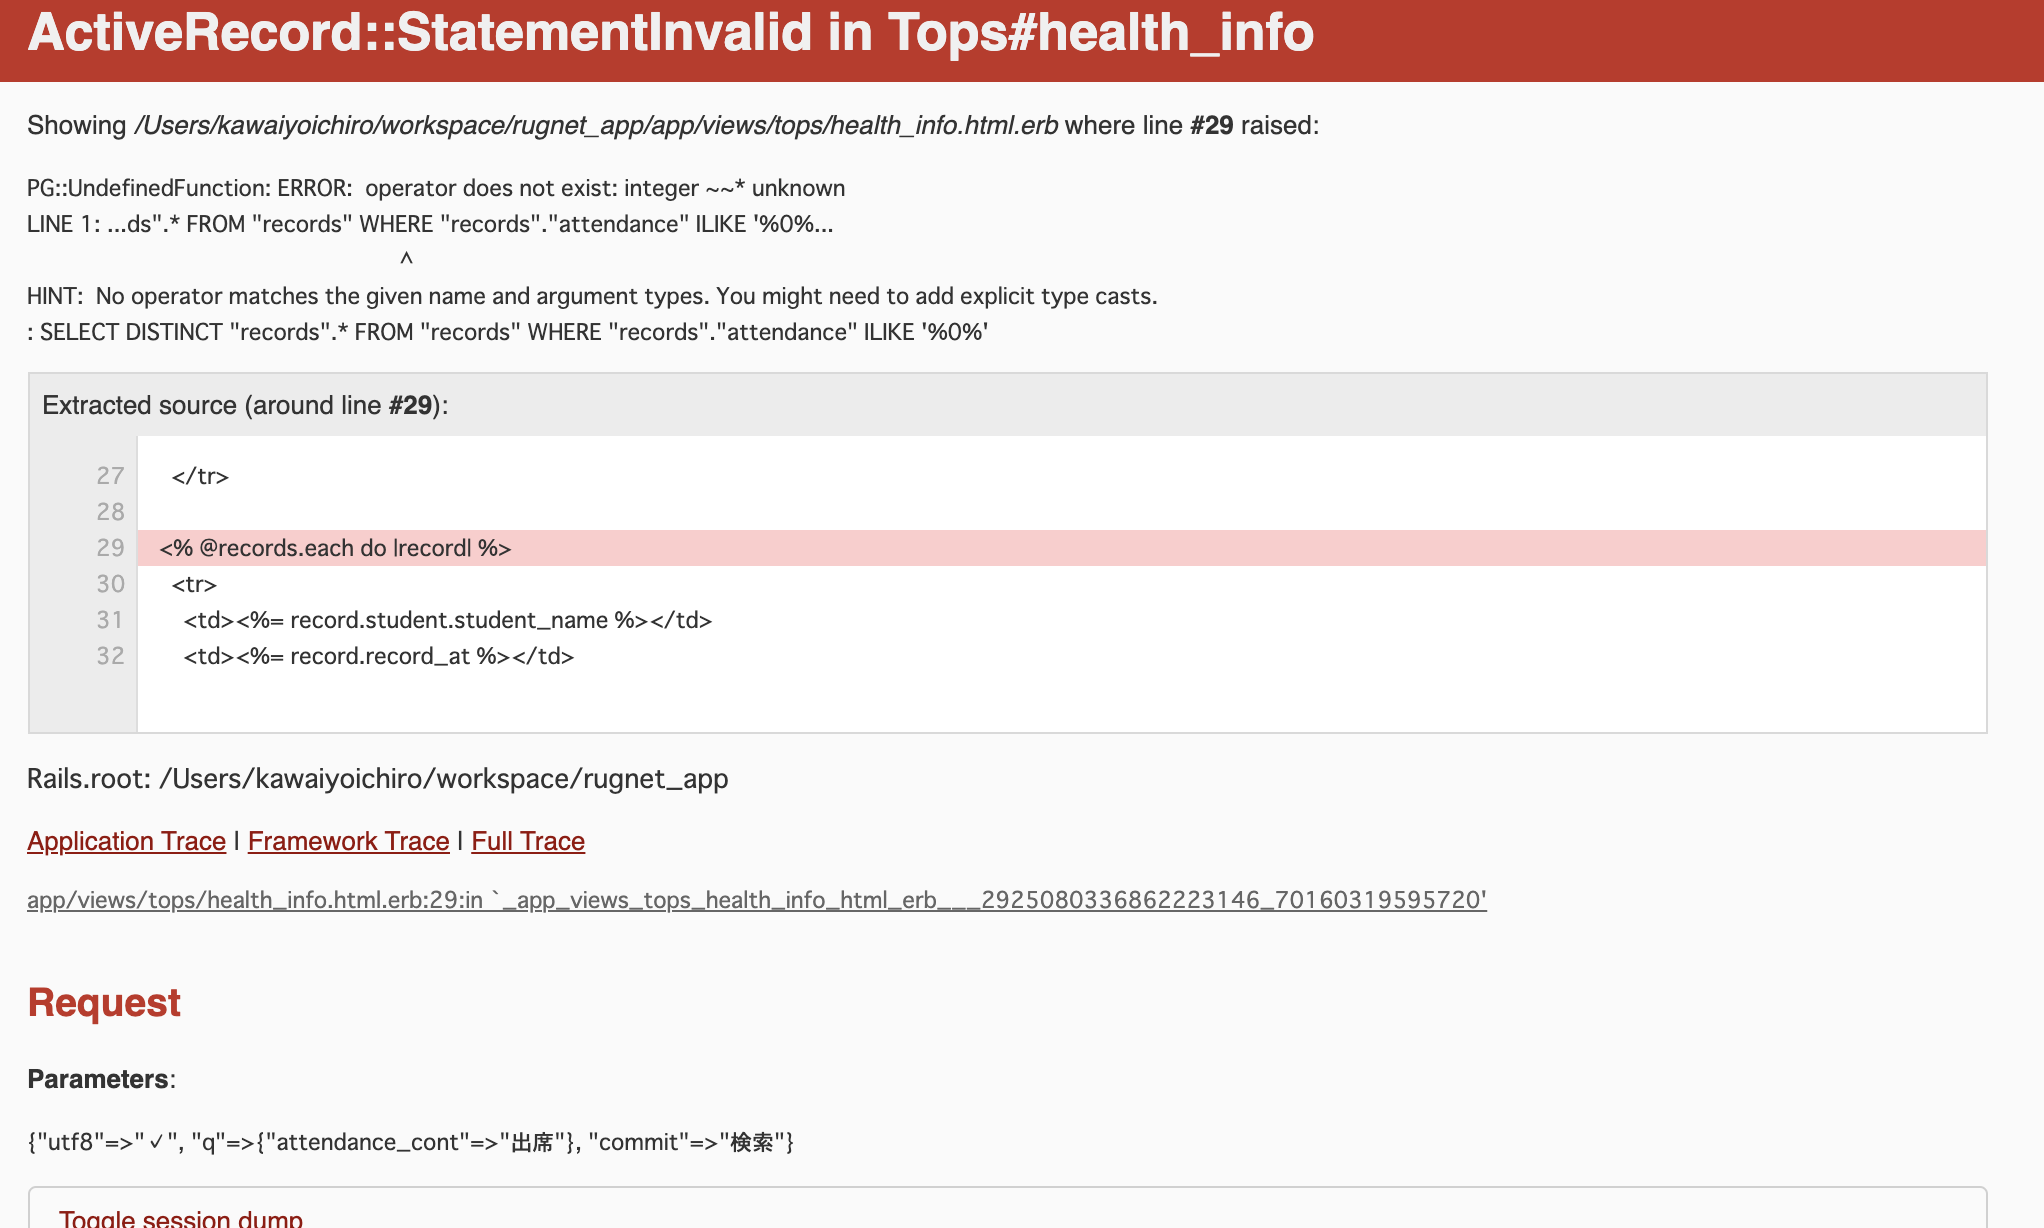 ActiveRecord::StatementInvalid in Tops#health_info
Showing /Users/kawaiyoichiro/workspace/rugnet_app/app/views/tops/health_info.html.erb where line #29 raised:
PG::UndefinedFunction: ERROR:  operator does not exist: integer ~~* unknown
LINE 1: ...ds".* FROM "records" WHERE "records"."attendance" ILIKE '%0%...
^
HINT:  No operator matches the given name and argument types. You might need to add explicit type casts.
: SELECT DISTINCT "records".* FROM "records" WHERE "records"."attendance" ILIKE '%0%'
Extracted source (around line #29):
27 </tr>
28
29 <% @records.each do |record| %>
30 <tr>
31 <td><%= record.student.student_name %></td>
32 <td><%= record.record_at %></td>
Rails.root: /Users/kawaiyoichiro/workspace/rugnet_app
Application Trace | Framework Trace | Full Trace
app/views/tops/health_info.html.erb:29:in `_app_views_tops_health_info_html_erb___2925080336862223146_70160319595720'
Request
Parameters:
{"utf8"=>"✓", "q"=>{"attendance_cont"=>"出席"}, "commit"=>"検索"}
Toggle session dump